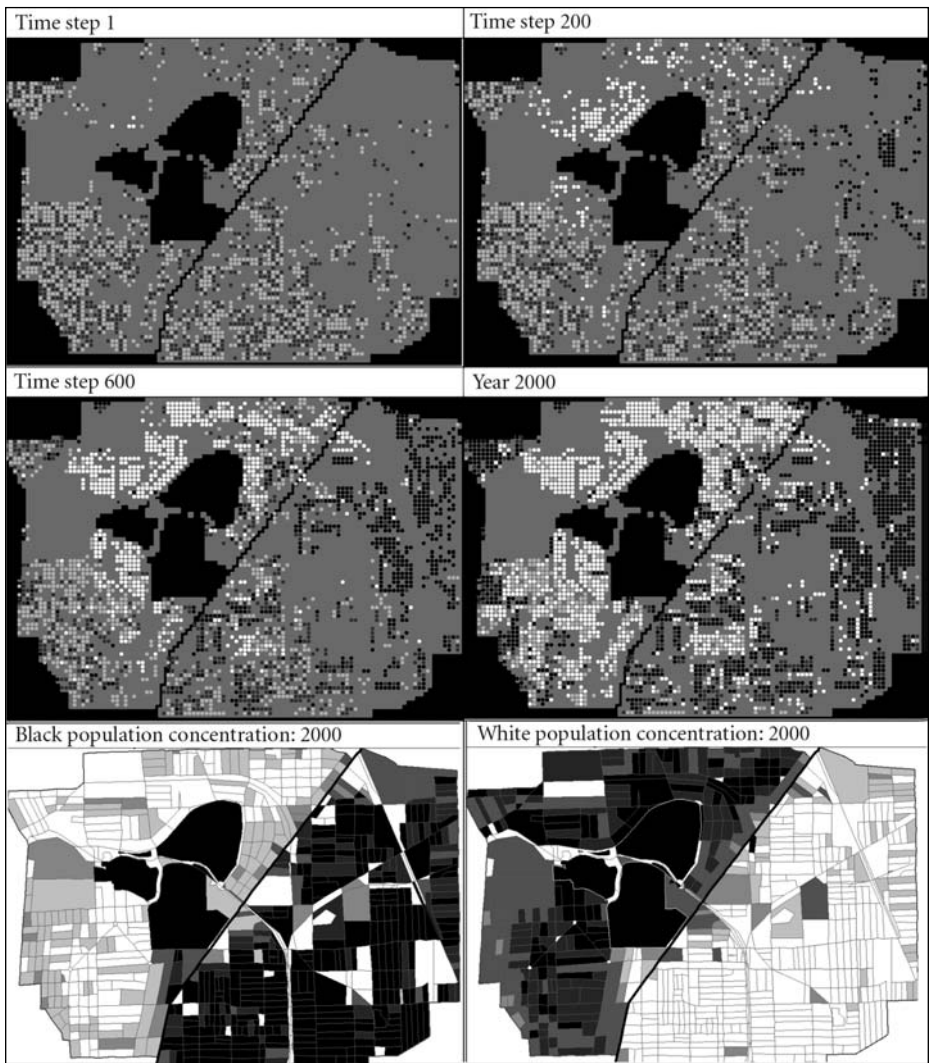 Time step 1
Time step 200
Time step 600
Year 2000
Black population concentration: 2000
White population concentration: 2000